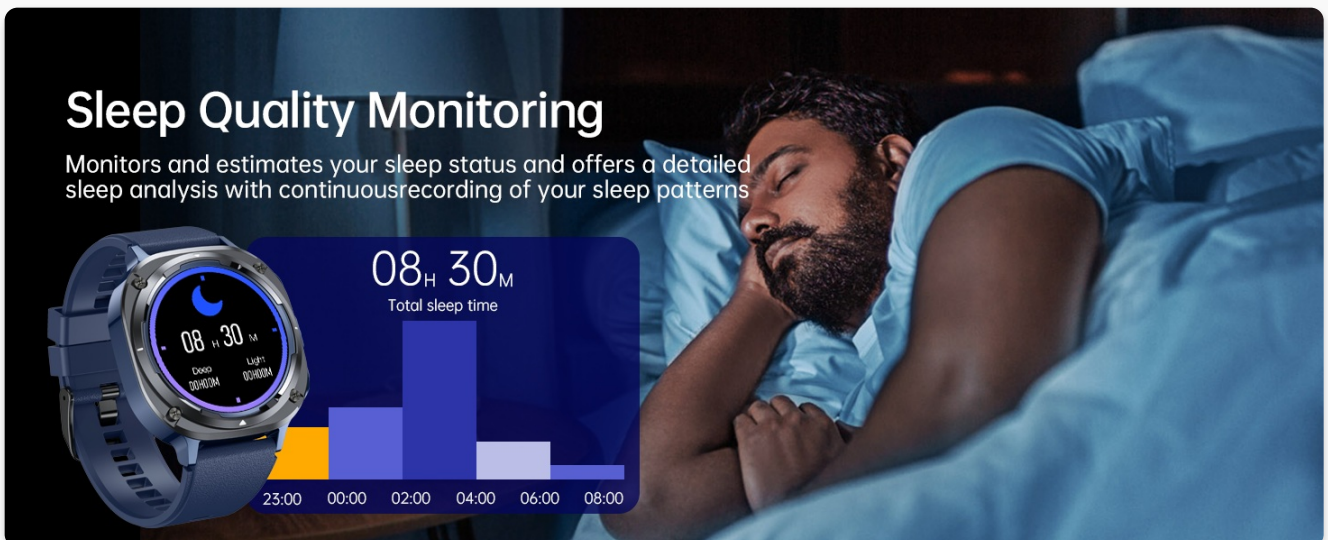 Sleep Quality Monitoring
Monitors and estimates your sleep status and offers a detailed
sleep analysis with continuousrecording of your sleep patterns
08H 30M
Total sleep time
08 H 30 M
Deep Light
00H00M 00H00M
23:00 00:00 02:00 04:00 06:00 08:00